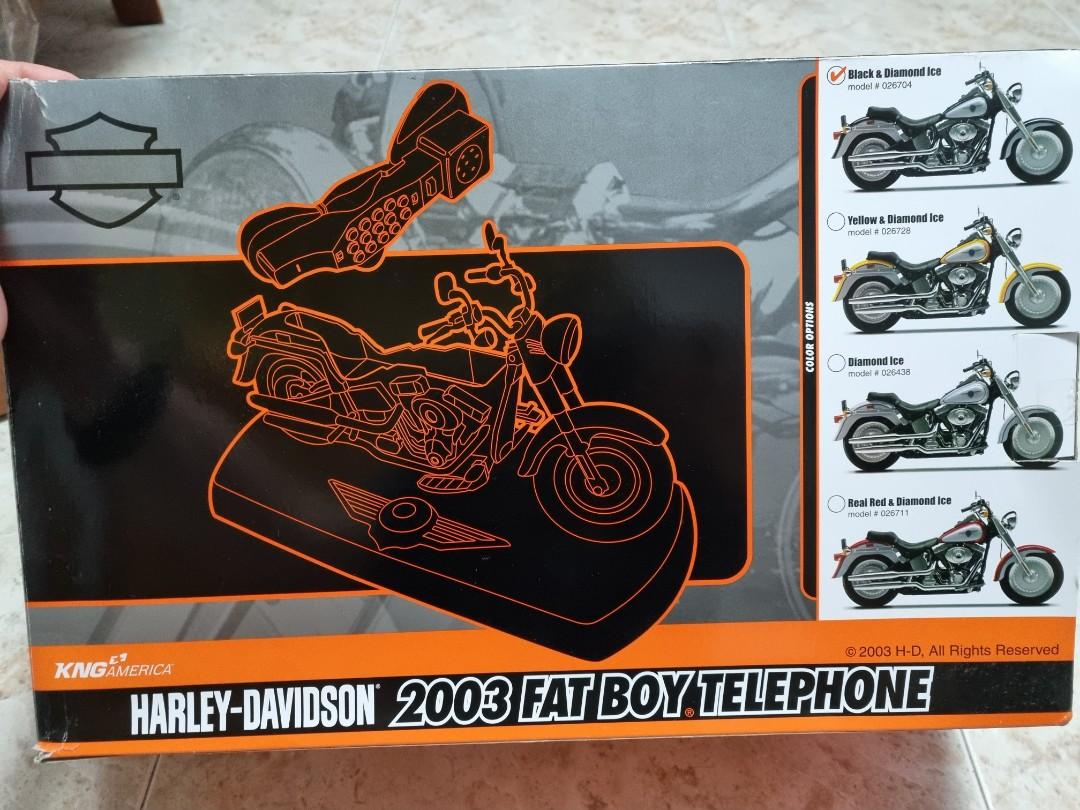 Black & Diamond Ice
model # 026704
Yellow & Diamond Ice
model # 026728
COLOR OPTIONS
Diamond Ice
model # 026438
Real Red & Diamond Ice
model # 026711
© 2003 H-D, All Rights Reserved
KNG AMERICA
HARLEY-DAVIDSON® 2003 FAT BOY® TELEPHONE